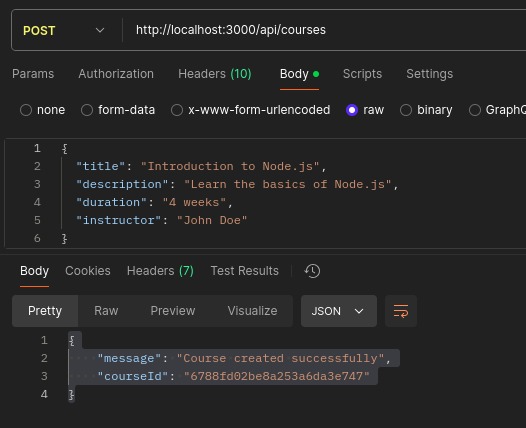 POST http://localhost:3000/api/courses
Params Authorization Headers (10) Body Scripts Settings
none form-data x-www-form-urlencoded raw binary GraphQ
1 {
2 "title": "Introduction to Node.js",
3 "description": "Learn the basics of Node.js",
4 "duration": "4 weeks",
5 "instructor": "John Doe"
6 }
Body Cookies Headers (7) Test Results
Pretty Raw Preview Visualize JSON
1 {
2 "message": "Course created successfully",
3 "courseId": "6788fd02be8a253a6da3e747"
4 }